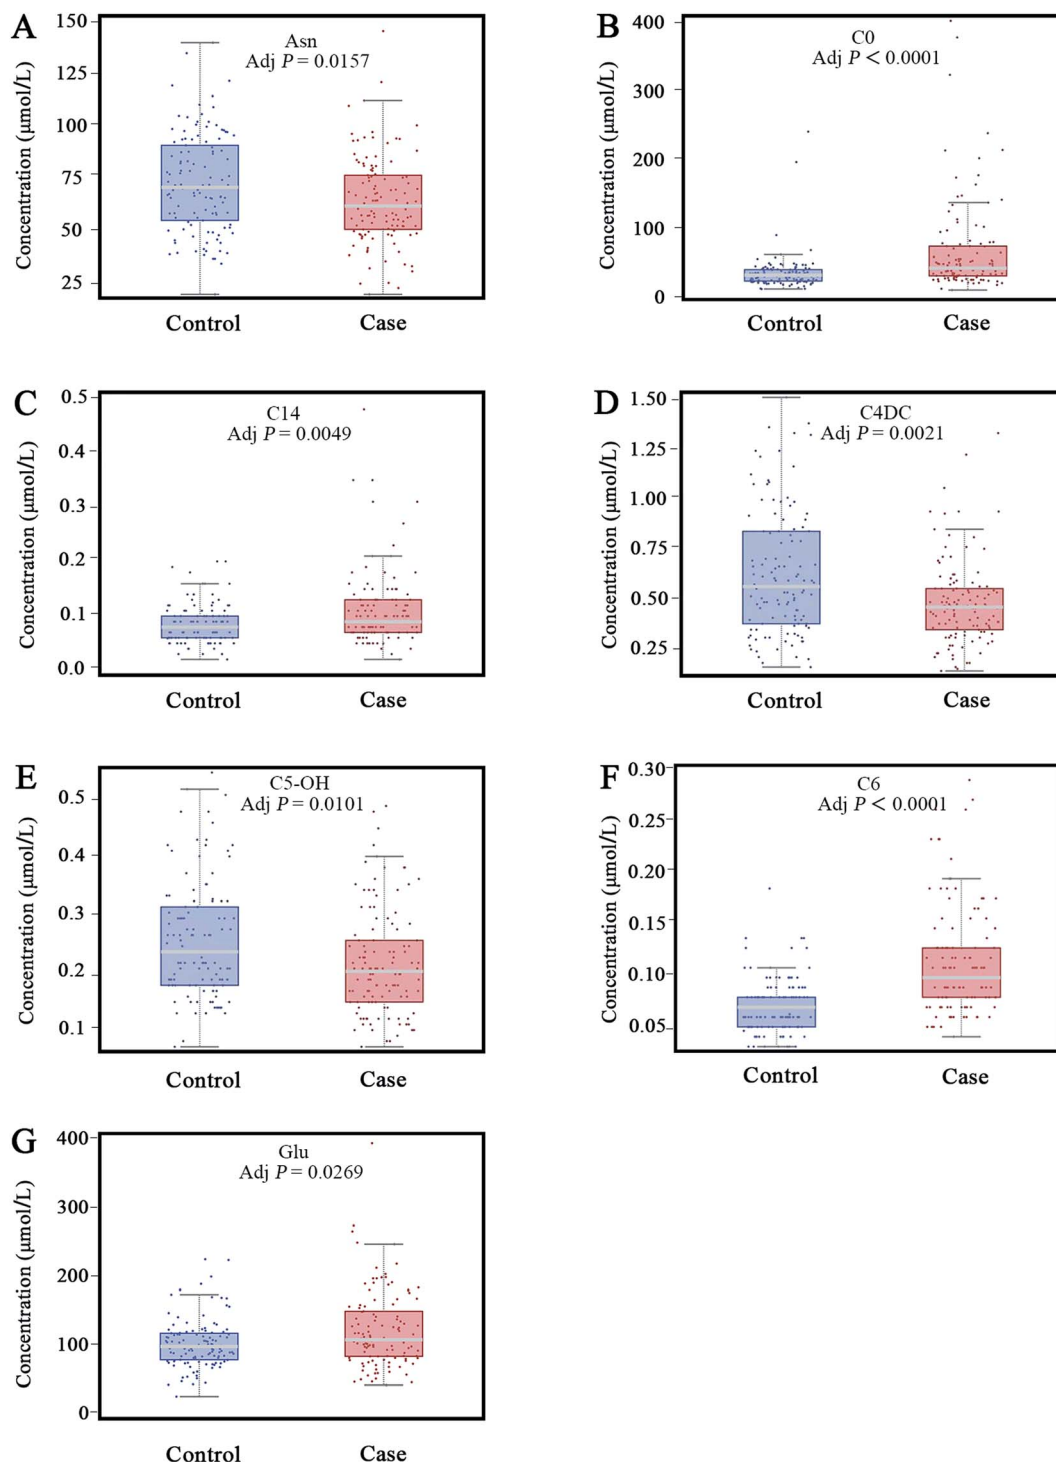 A
Asn
Adj P = 0.0157
Concentration (μmol/L)
150
125
100
75
50
25
Control
Case
B
C0
Adj P < 0.0001
Concentration (μmol/L)
400
300
200
100
0
Control
Case
C
C14
Adj P = 0.0049
Concentration (μmol/L)
0.5
0.4
0.3
0.2
0.1
0.0
Control
Case
D
C4DC
Adj P = 0.0021
Concentration (μmol/L)
1.50
1.25
1.00
0.75
0.50
0.25
Control
Case
E
C5-OH
Adj P = 0.0101
Concentration (μmol/L)
0.5
0.4
0.3
0.2
0.1
Control
Case
F
C6
Adj P < 0.0001
Concentration (μmol/L)
0.30
0.25
0.20
0.15
0.10
0.05
Control
Case
G
Glu
Adj P = 0.0269
Concentration (μmol/L)
400
300
200
100
0
Control
Case